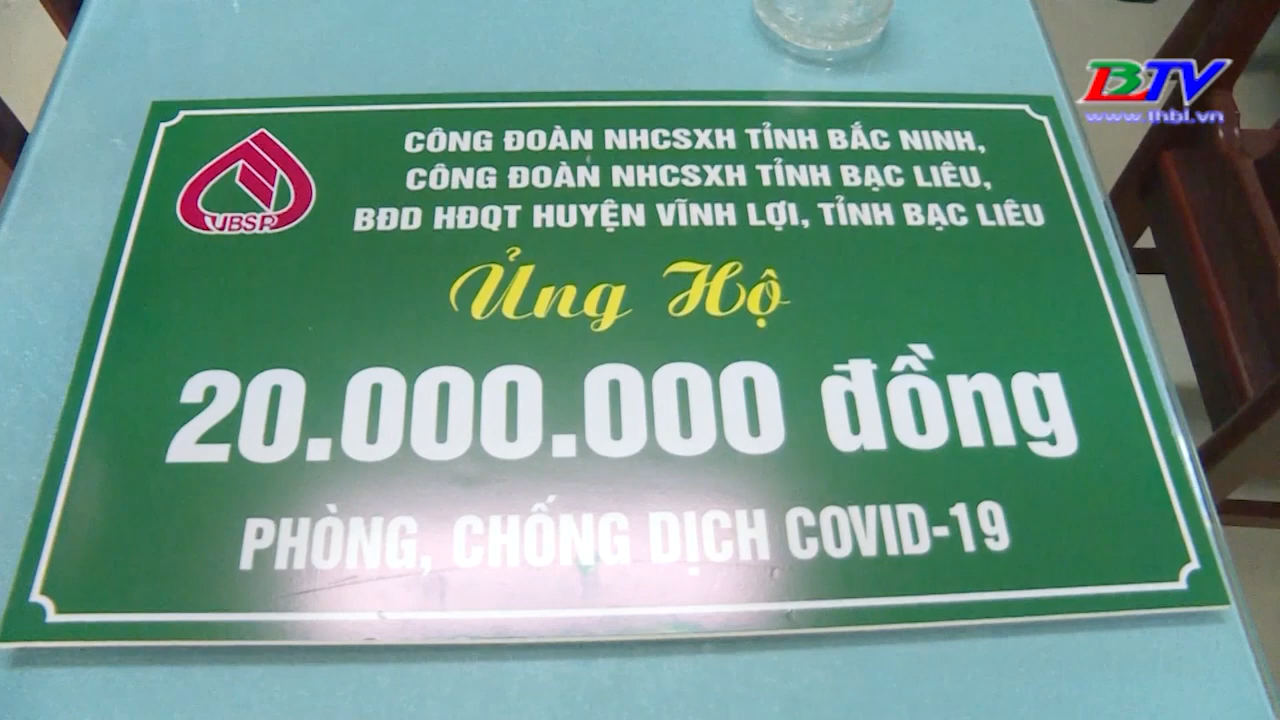 BTV
www.thbl.vn
VBSP
CÔNG ĐOÀN NHCSXH TỈNH BẮC NINH,
CÔNG ĐOÀN NHCSXH TỈNH BẠC LIÊU,
BĐD HĐQT HUYỆN VĨNH LỢI, TỈNH BẠC LIÊU
Ủng Hộ
20.000.000 đồng
PHÒNG, CHỐNG DỊCH COVID-19